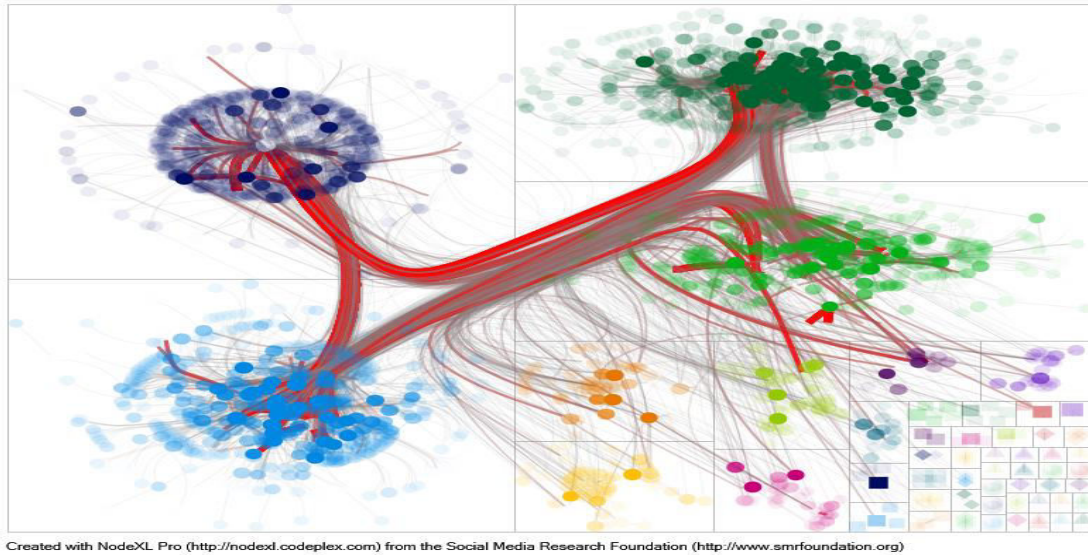 Created with NodeXL Pro (http://nodexl.codeplex.com) from the Social Media Research Foundation (http://www.smrfoundation.org)